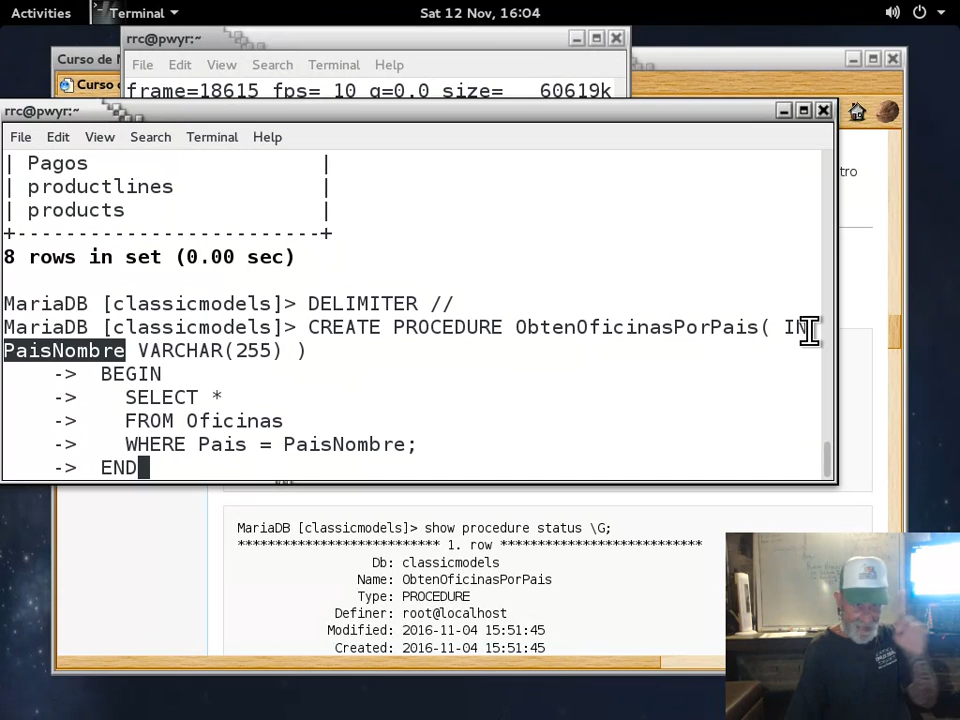 Activities Terminal Sat 12 Nov, 16:04
rrc@pwyr:~
Curso de
File Edit View Search Terminal Help
Curso
frame=18615 fps= 10 q=0.0 size= 60619k
rrc@pwyr:~
File Edit View Search Terminal Help
tro
| Pagos |
| productlines |
| products |
+--------------------------+
8 rows in set (0.00 sec)
MariaDB [classicmodels]> DELIMITER //
MariaDB [classicmodels]> CREATE PROCEDURE ObtenOficinasPorPais( IN
PaisNombre VARCHAR(255) )
-> BEGIN
-> SELECT *
-> FROM Oficinas
-> WHERE Pais = PaisNombre;
-> END
MariaDB [classicmodels]> show procedure status \G;
*************************** 1. row ***************************
Db: classicmodels
Name: ObtenOficinasPorPais
Type: PROCEDURE
Definer: root@localhost
Modified: 2016-11-04 15:51:45
Created: 2016-11-04 15:51:45